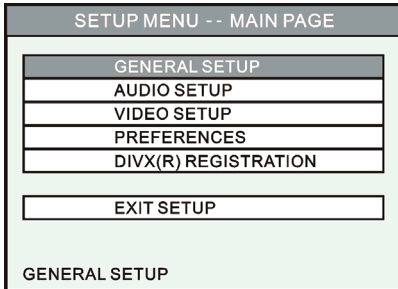 SETUP MENU -- MAIN PAGE
GENERAL SETUP
AUDIO SETUP
VIDEO SETUP
PREFERENCES
DIVX(R) REGISTRATION
EXIT SETUP
GENERAL SETUP